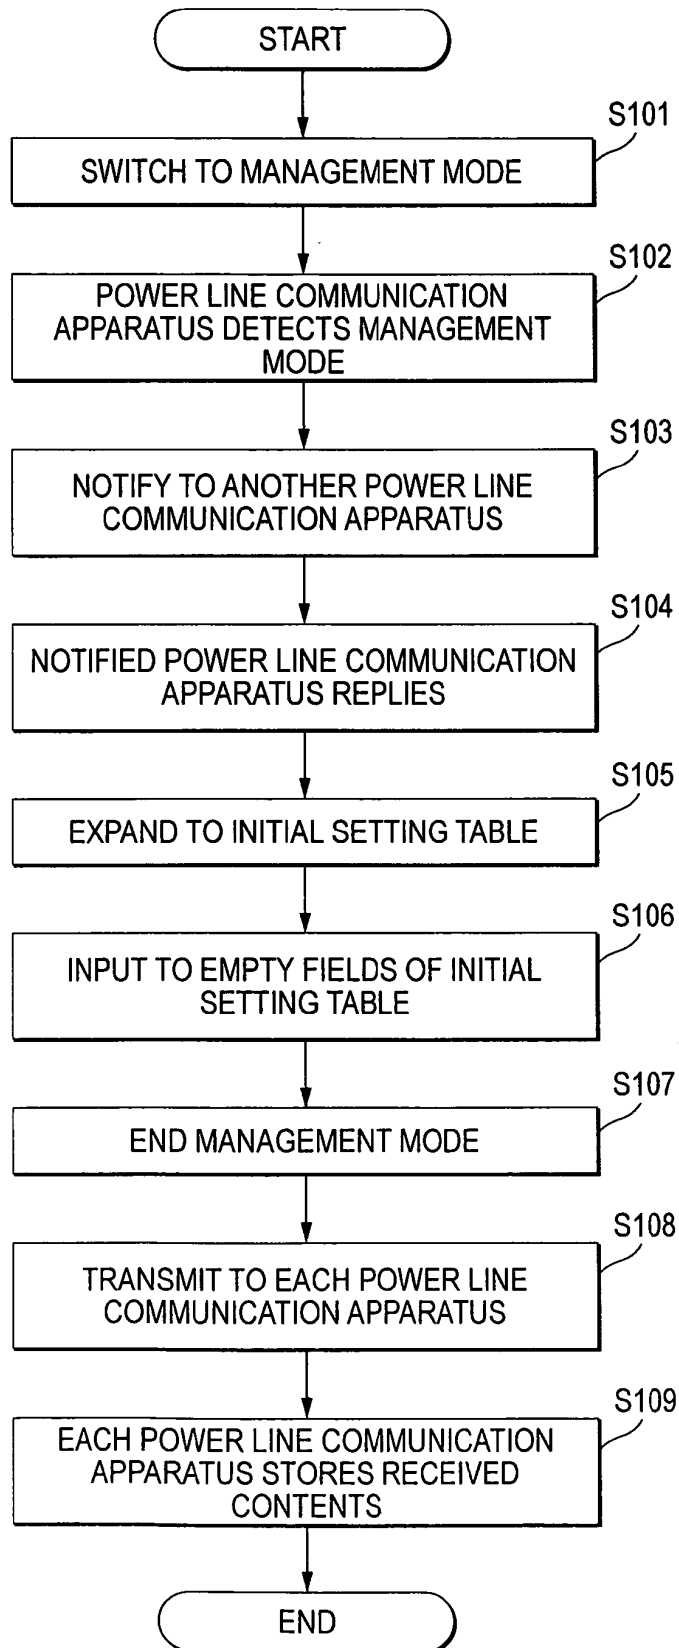 START
S101
SWITCH TO MANAGEMENT MODE
S102
POWER LINE COMMUNICATION
APPARATUS DETECTS MANAGEMENT
MODE
S103
NOTIFY TO ANOTHER POWER LINE
COMMUNICATION APPARATUS
S104
NOTIFIED POWER LINE COMMUNICATION
APPARATUS REPLIES
S105
EXPAND TO INITIAL SETTING TABLE
S106
INPUT TO EMPTY FIELDS OF INITIAL
SETTING TABLE
S107
END MANAGEMENT MODE
S108
TRANSMIT TO EACH POWER LINE
COMMUNICATION APPARATUS
S109
EACH POWER LINE COMMUNICATION
APPARATUS STORES RECEIVED
CONTENTS
END